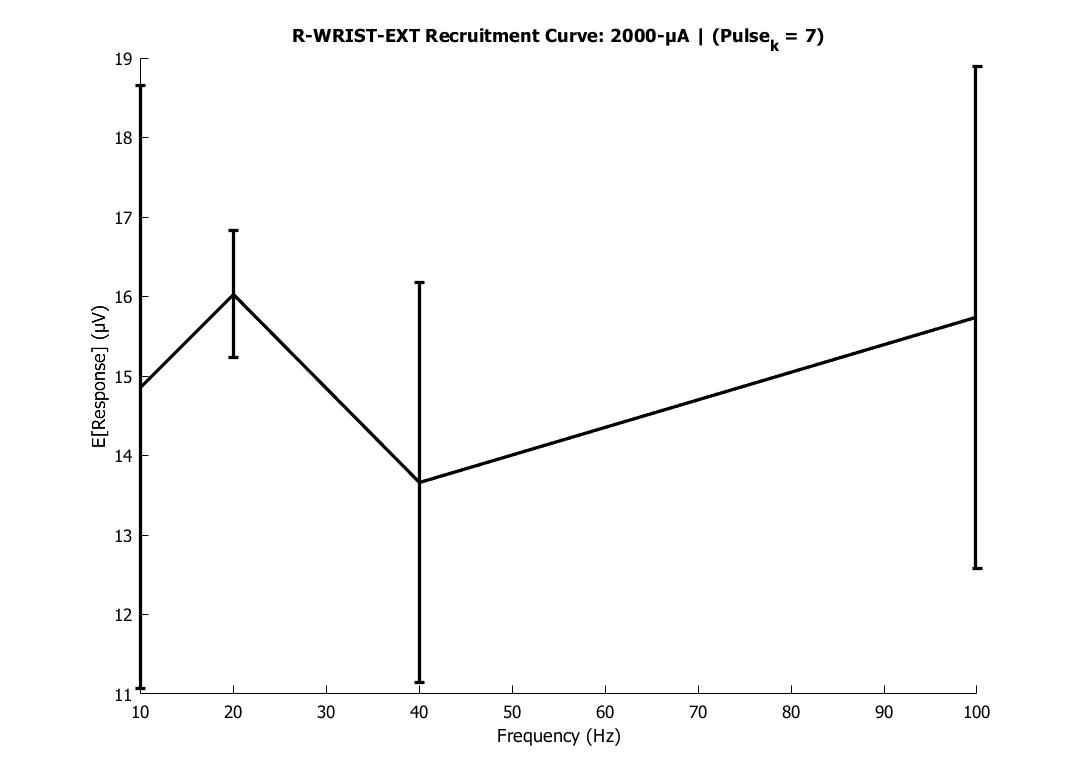 R-WRIST-EXT Recruitment Curve: 2000-µA | (Pulse_k = 7)
19
18
17
16
15
14
13
12
11
E[Response] (µV)
10 20 30 40 50 60 70 80 90 100
Frequency (Hz)